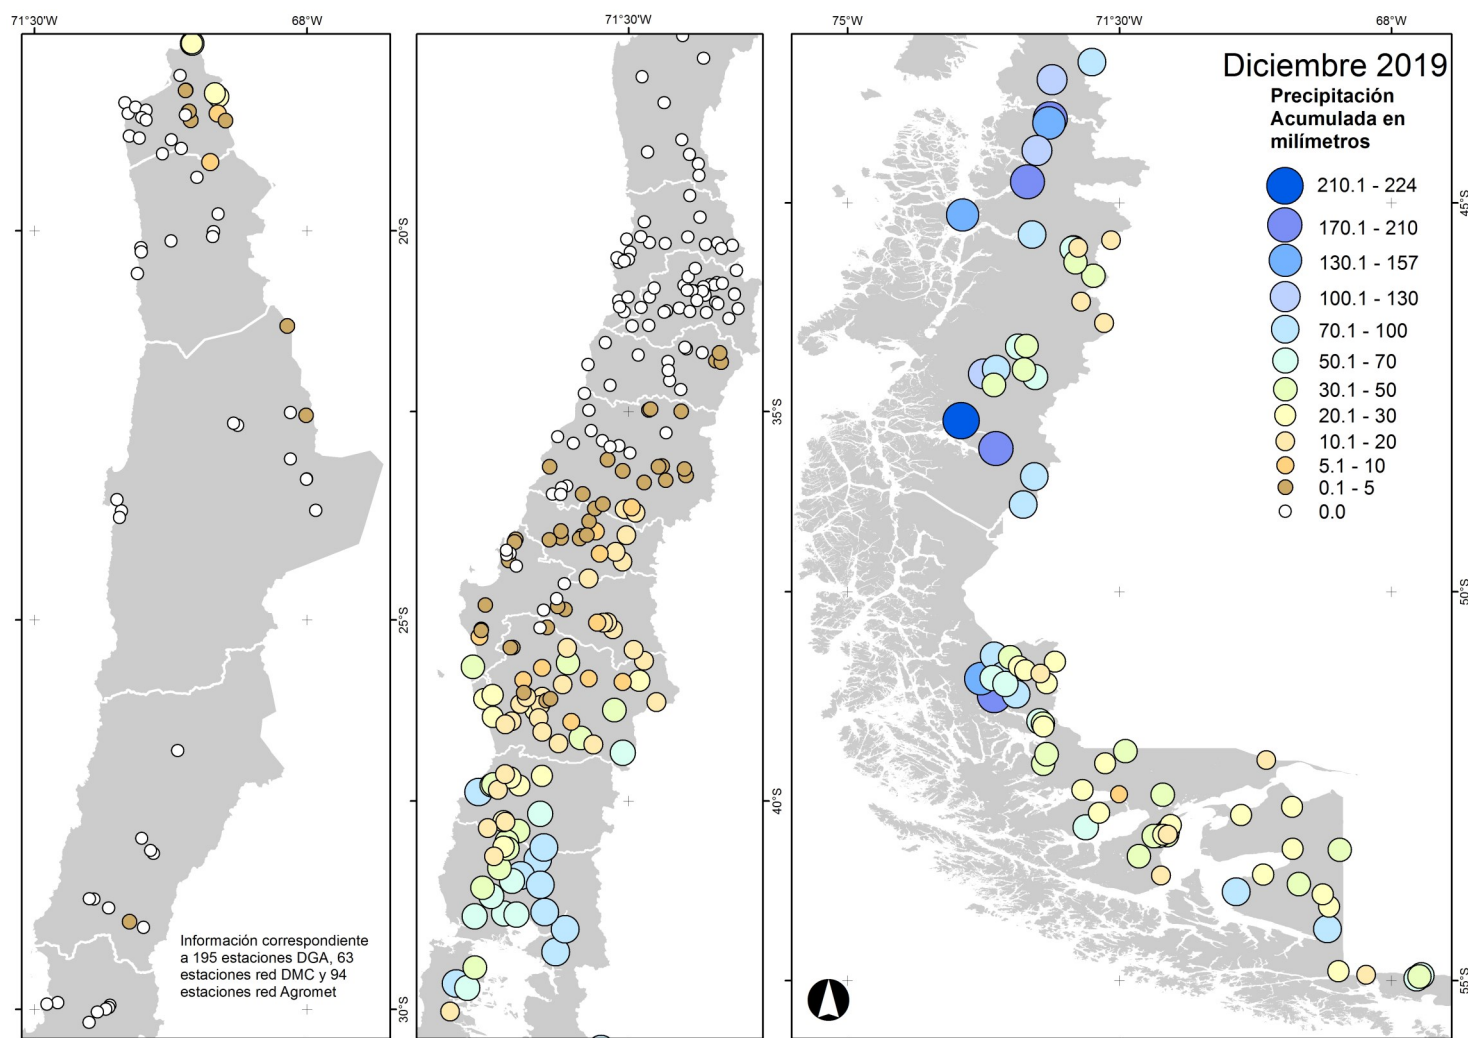 71°30'W
68°W
71°30'W
75°W
71°30'W
68°W
Diciembre 2019
Precipitación
Acumulada en
milímetros
210.1 - 224
170.1 - 210
130.1 - 157
100.1 - 130
70.1 - 100
50.1 - 70
30.1 - 50
20.1 - 30
10.1 - 20
5.1 - 10
0.1 - 5
0.0
20°S
25°S
30°S
35°S
40°S
45°S
50°S
55°S
Información correspondiente
a 195 estaciones DGA, 63
estaciones red DMC y 94
estaciones red Agromet